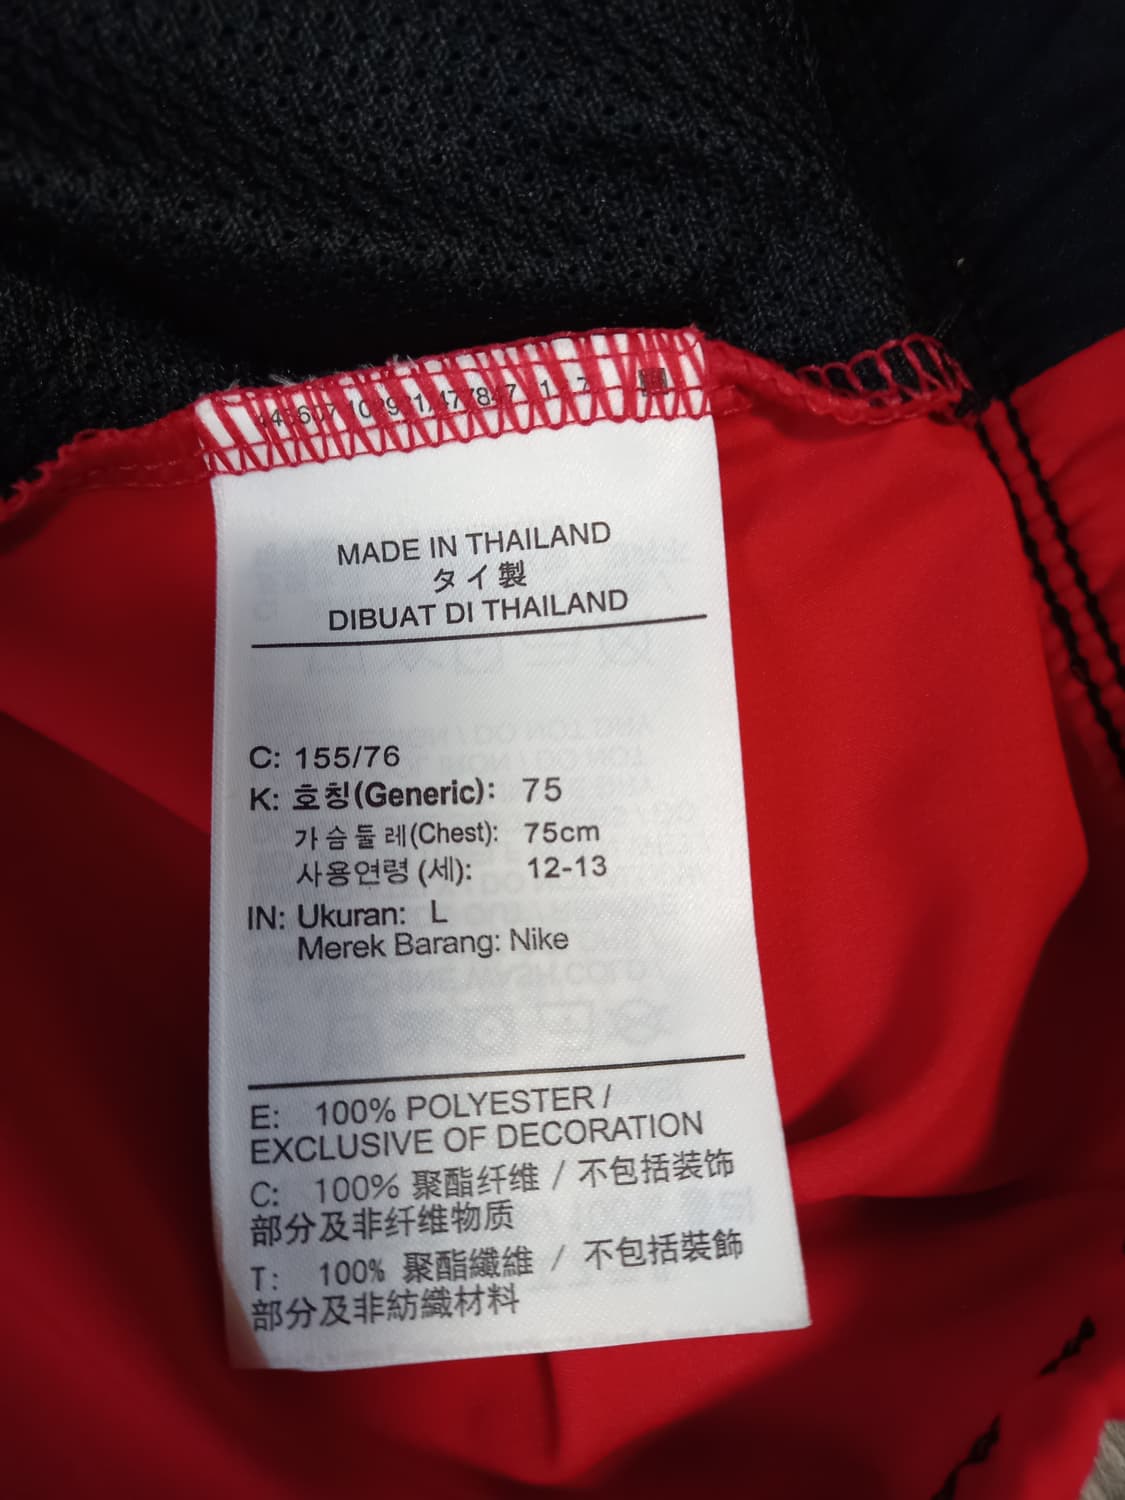 MADE IN THAILAND
タイ製
DIBUAT DI THAILAND
C: 155/76
K: 호칭(Generic): 75
가슴둘레(Chest): 75cm
사용연령(세): 12-13
IN: Ukuran: L
Merek Barang: Nike
E: 100% POLYESTER /
EXCLUSIVE OF DECORATION
C: 100% 聚酯纤维 / 不包括装饰
部分及非纤维物质
T: 100% 聚酯纖維 / 不包括裝飾
部分及非紡織材料